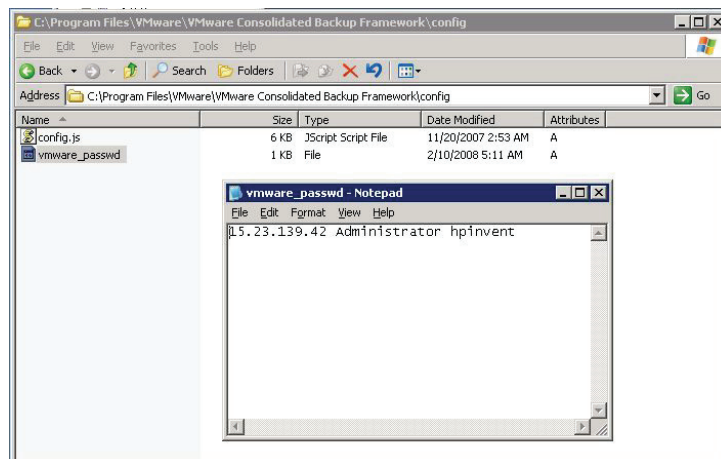 C:\Program Files\VMware\VMware Consolidated Backup Framework\config
File Edit View Favorites Tools Help
Back Search Folders
Address C:\Program Files\VMware\VMware Consolidated Backup Framework\config Go
Name Size Type Date Modified Attributes
config.js 6 KB JScript Script File 11/20/2007 2:53 AM A
vmware_passwd 1 KB File 2/10/2008 5:11 AM A
vmware_passwd - Notepad
File Edit Format View Help
15.23.139.42 Administrator hpinvent